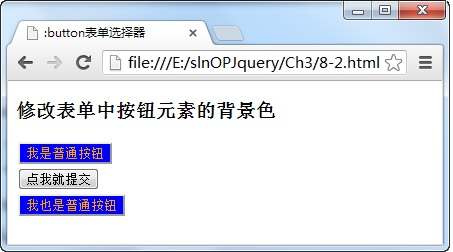 :button表单选择器
file:///E:/slnOPJquery/Ch3/8-2.html
修改表单中按钮元素的背景色
我是普通按钮
点我就提交
我也是普通按钮